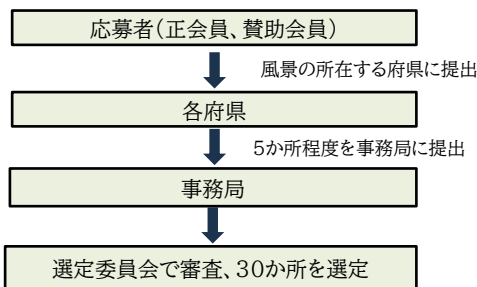 応募者（正会員、賛助会員）
風景の所在する府県に提出
各府県
5か所程度を事務局に提出
事務局
選定委員会で審査、30か所を選定